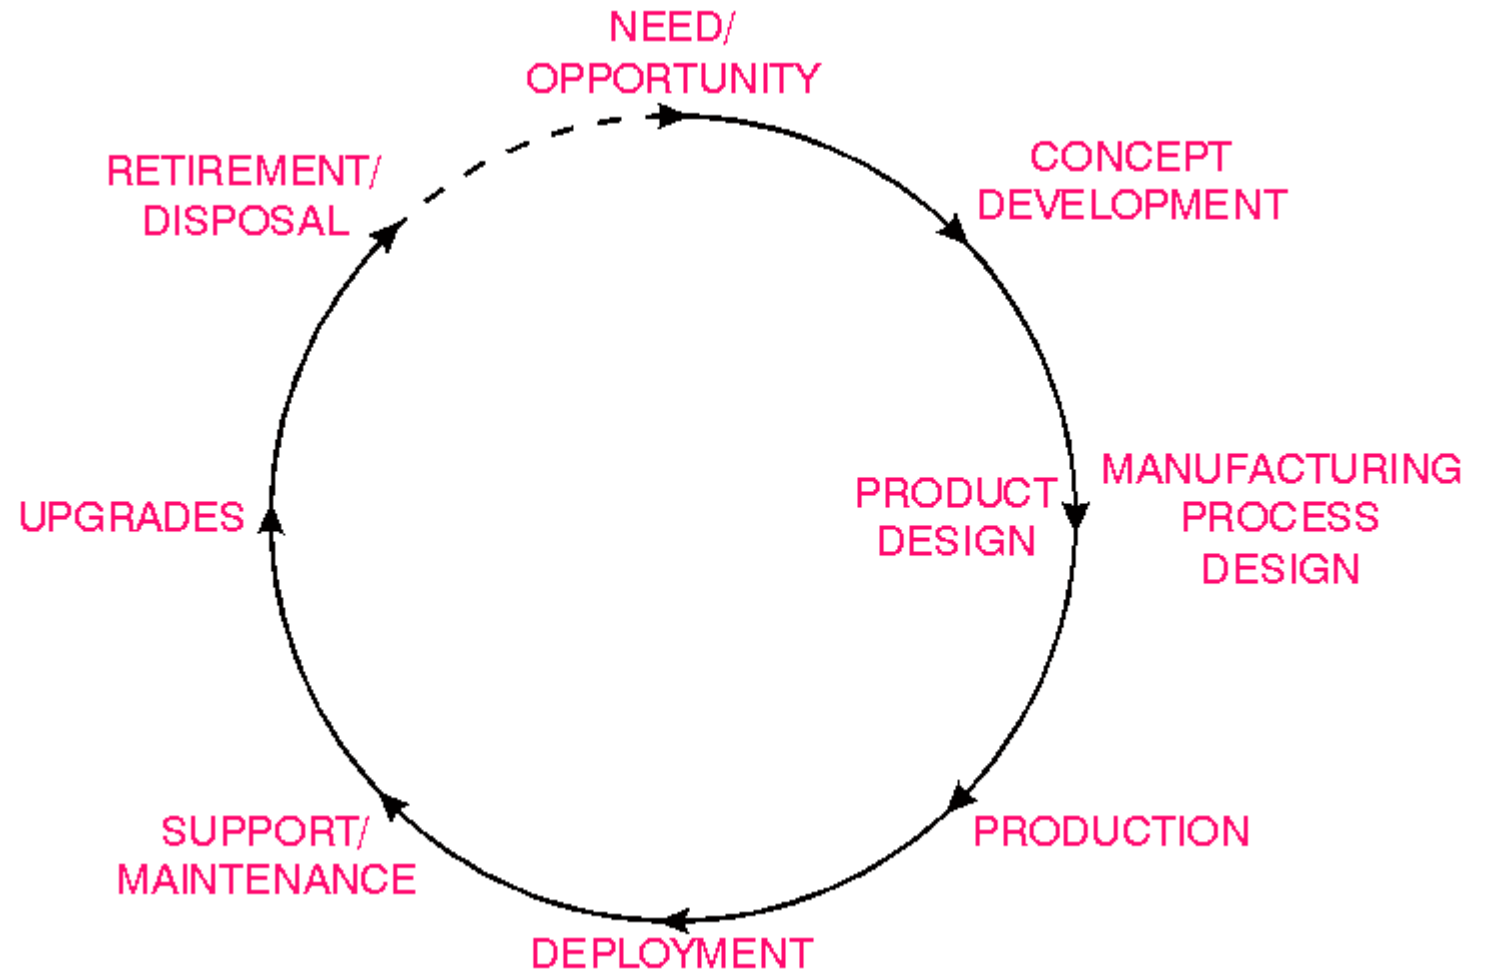 NEED/
OPPORTUNITY
CONCEPT
DEVELOPMENT
MANUFACTURING
PROCESS
DESIGN
PRODUCT
DESIGN
PRODUCTION
DEPLOYMENT
SUPPORT/
MAINTENANCE
UPGRADES
RETIREMENT/
DISPOSAL